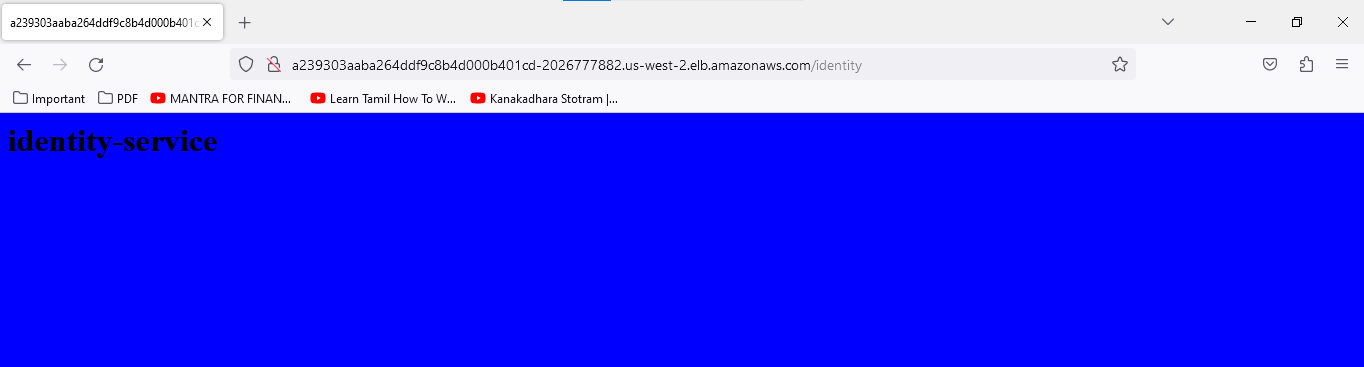 a239303aaba264ddf9c8b4d000b401c
a239303aaba264ddf9c8b4d000b401cd-2026777882.us-west-2.elb.amazonaws.com/identity
Important PDF MANTRA FOR FINAN... Learn Tamil How To W... Kanakadhara Stotram |...
identity-service